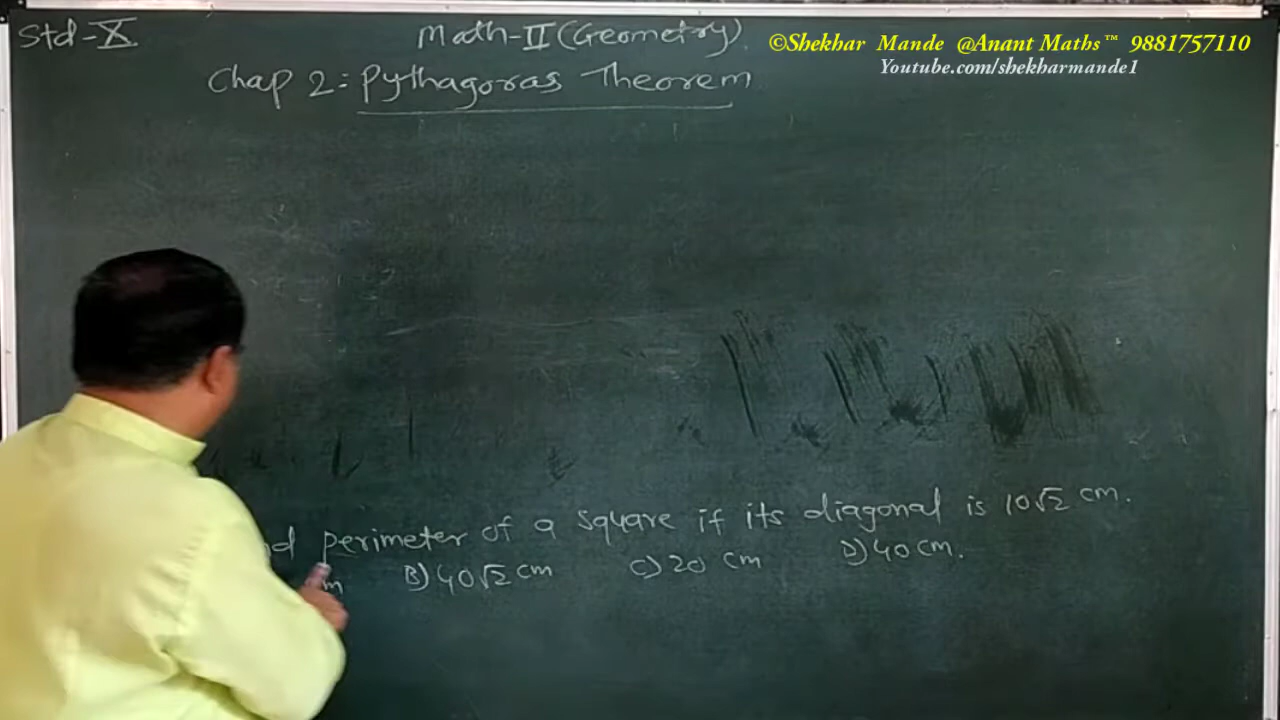 Std-X
Math-II (Geometry)
©Shekhar Mande @Anant Maths™ 9881757110
Youtube.com/shekharmande1
Chap 2: Pythagoras Theorem
perimeter of a square if its diagonal is 10√2 cm.
B) 40√2 cm C) 20 cm D) 40 cm.